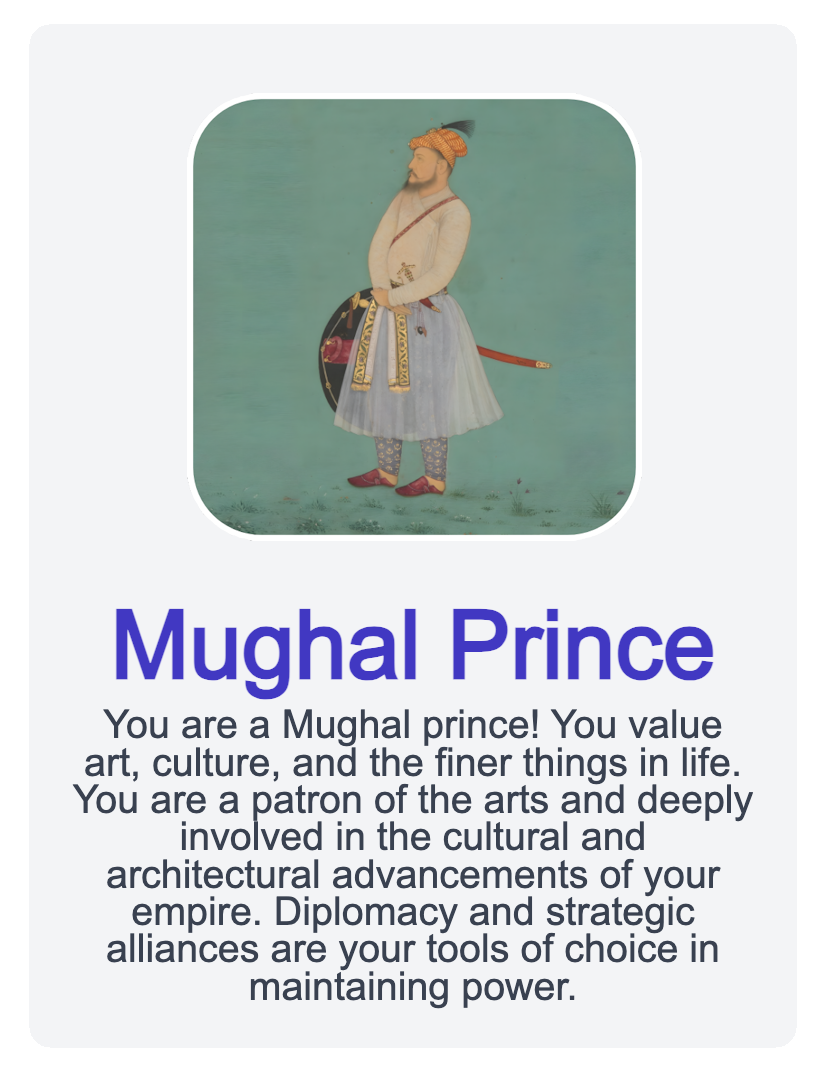 Mughal Prince
You are a Mughal prince! You value
art, culture, and the finer things in life.
You are a patron of the arts and deeply
involved in the cultural and
architectural advancements of your
empire. Diplomacy and strategic
alliances are your tools of choice in
maintaining power.